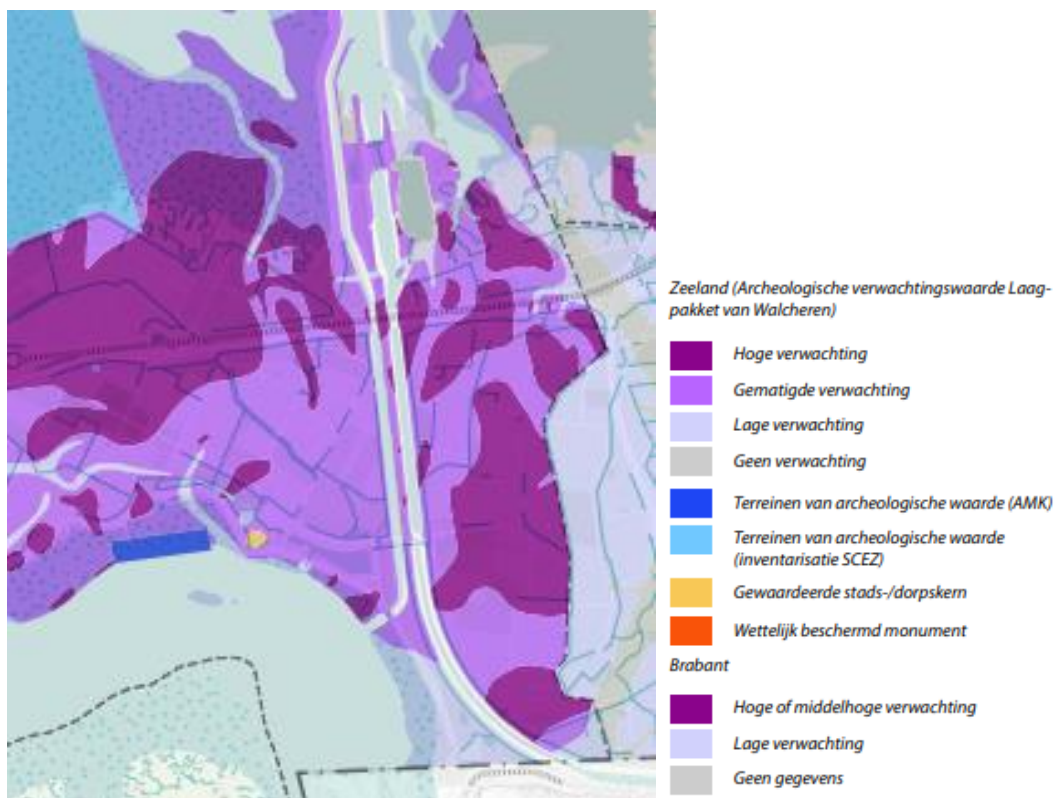 Zeeland (Archeologische verwachtingswaarde Laag-
pakket van Walcheren)
Hoge verwachting
Gematigde verwachting
Lage verwachting
Geen verwachting
Terreinen van archeologische waarde (AMK)
Terreinen van archeologische waarde
(inventarisatie SCEZ)
Gewaardeerde stads-/dorpskern
Wettelijk beschermd monument
Brabant
Hoge of middelhoge verwachting
Lage verwachting
Geen gegevens